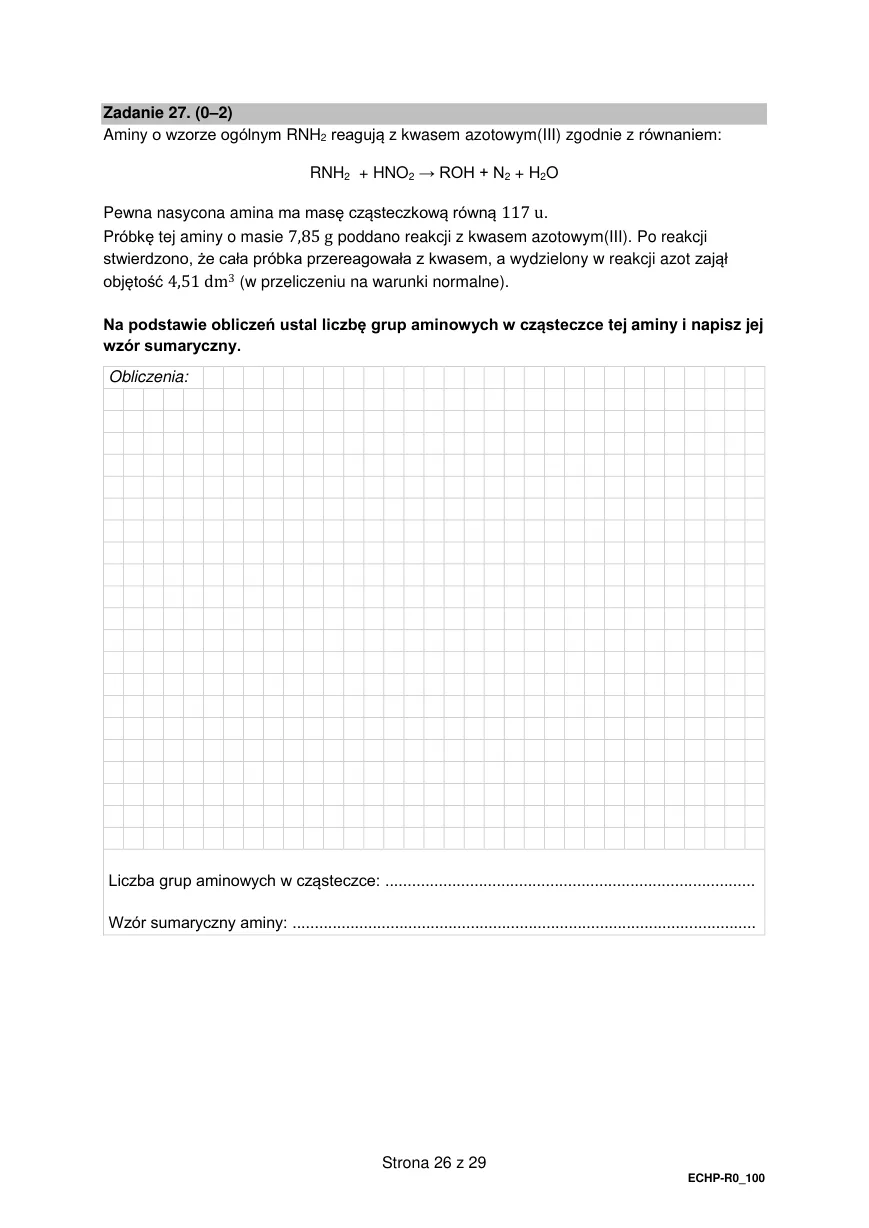 Zadanie 27. (0–2)
Aminy o wzorze ogólnym RNH₂ reagują z kwasem azotowym(III) zgodnie z równaniem:
RNH₂ + HNO₂ → ROH + N₂ + H₂O
Pewna nasycona amina ma masę cząsteczkową równą 117 u.
Próbkę tej aminy o masie 7,85 g poddano reakcji z kwasem azotowym(III). Po reakcji
stwierdzono, że cała próbka przereagowała z kwasem, a wydzielony w reakcji azot zajął
objętość 4,51 dm³ (w przeliczeniu na warunki normalne).
Na podstawie obliczeń ustal liczbę grup aminowych w cząsteczce tej aminy i napisz jej
wzór sumaryczny.
Obliczenia:
Liczba grup aminowych w cząsteczce: ...................................................................................
Wzór sumaryczny aminy: ........................................................................................................
Strona 26 z 29
ECHP-R0_100